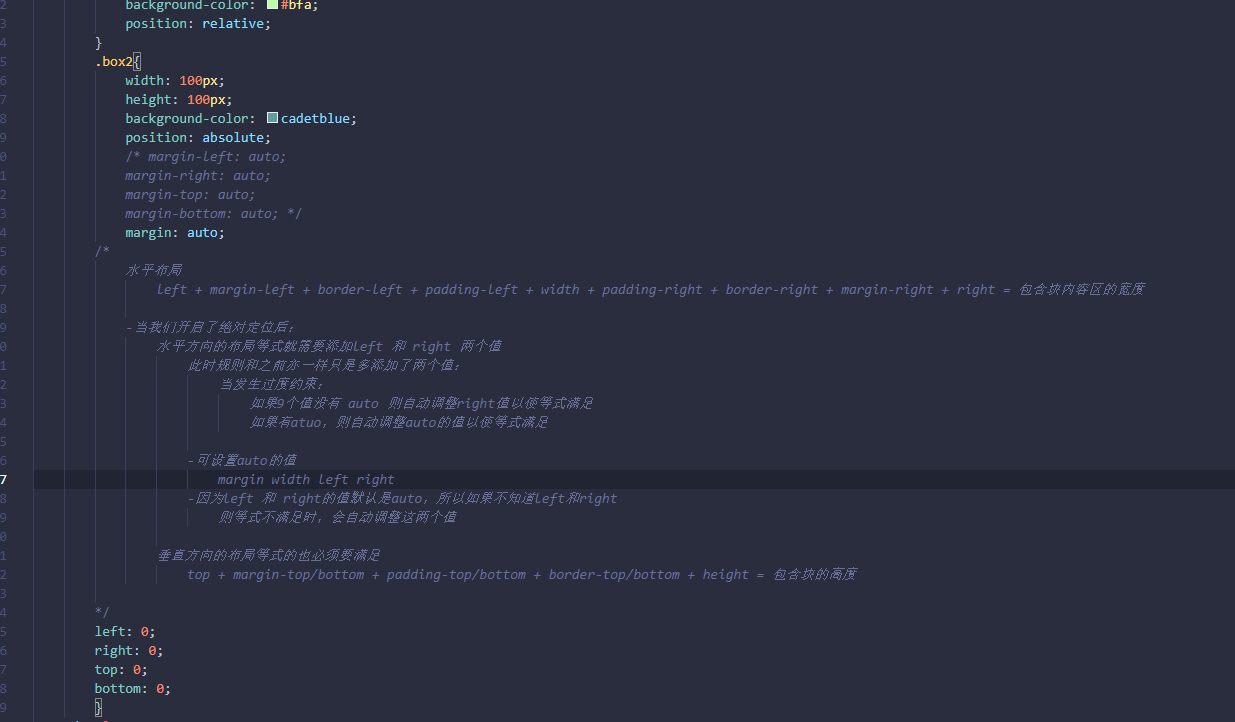 2 background-color: #bfa;
3 position: relative;
4 }
5 .box2{
6 width: 100px;
7 height: 100px;
8 background-color: cadetblue;
9 position: absolute;
0 /* margin-left: auto;
1 margin-right: auto;
2 margin-top: auto;
3 margin-bottom: auto; */
4 margin: auto;
5 /*
6 水平布局
7 left + margin-left + border-left + padding-left + width + padding-right + border-right + margin-right + right = 包含块内容区的宽度
8
9 -当我们开启了绝对定位后：
0 水平方向的布局等式就需要添加left 和 right 两个值
1 此时规则和之前亦一样只是多添加了两个值：
2 当发生过度约束：
3 如果9个值没有 auto 则自动调整right值以使等式满足
4 如果有atuo，则自动调整auto的值以使等式满足
5
6 -可设置auto的值
7 margin width left right
8 -因为left 和 right的值默认是auto，所以如果不知道left和right
9 则等式不满足时，会自动调整这两个值
0
1 垂直方向的布局等式的也必须要满足
2 top + margin-top/bottom + padding-top/bottom + border-top/bottom + height = 包含块的高度
3
4 */
5 left: 0;
6 right: 0;
7 top: 0;
8 bottom: 0;
9 }